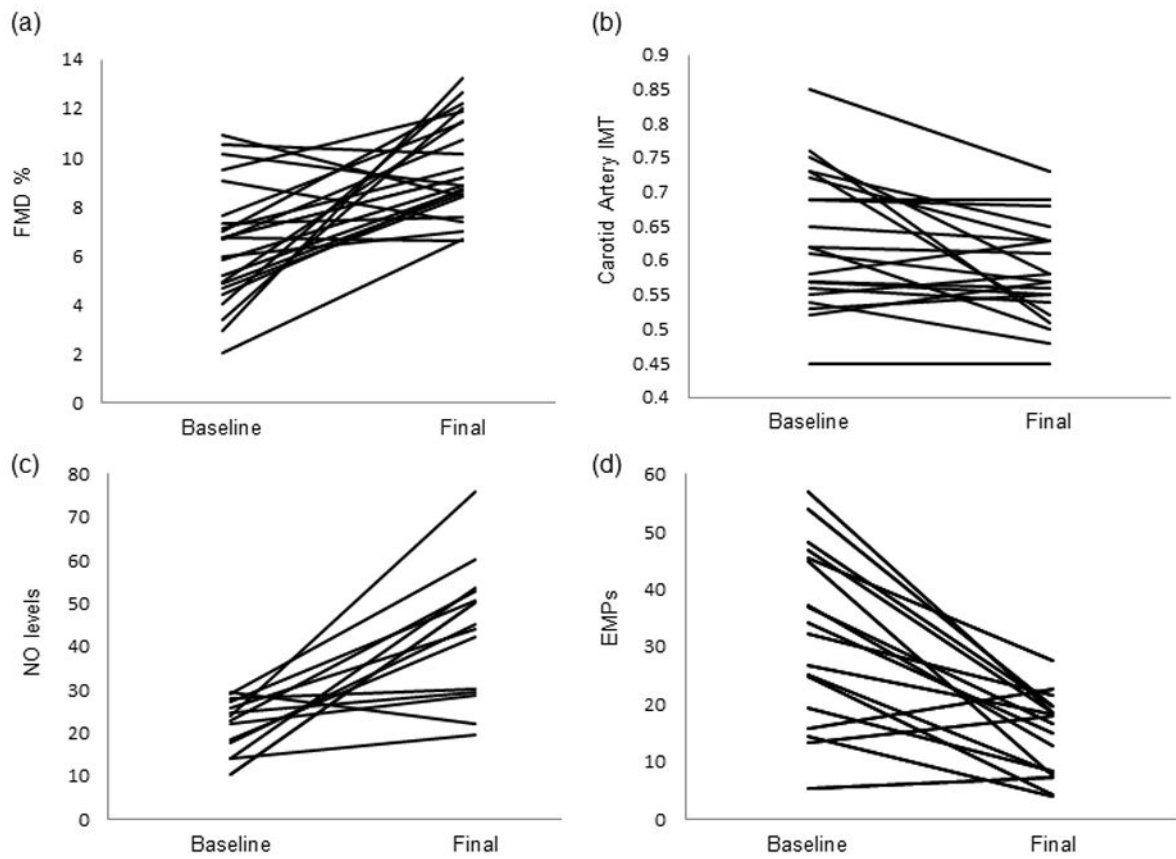 (a)
FMD %
14
12
10
8
6
4
2
0
Baseline Final
(b)
Carotid Artery IMT
0.9
0.85
0.8
0.75
0.7
0.65
0.6
0.55
0.5
0.45
0.4
Baseline Final
(c)
NO levels
80
70
60
50
40
30
20
10
0
Baseline Final
(d)
EMPs
60
50
40
30
20
10
0
Baseline Final